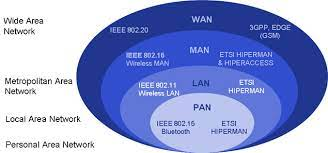 Wide Area
Network
WAN
IEEE 802.20
3GPP, EDGE
(GSM)
MAN
IEEE 802.16
Wireless MAN
ETSI HIPERMAN
& HIPERACCESS
Metropolitan Area
Network
LAN
IEEE 802.11
Wireless LAN
ETSI
HIPERMAN
PAN
Local Area Network
IEEE 802.15
Bluetooth
ETSI
HIPERMAN
Personal Area Network